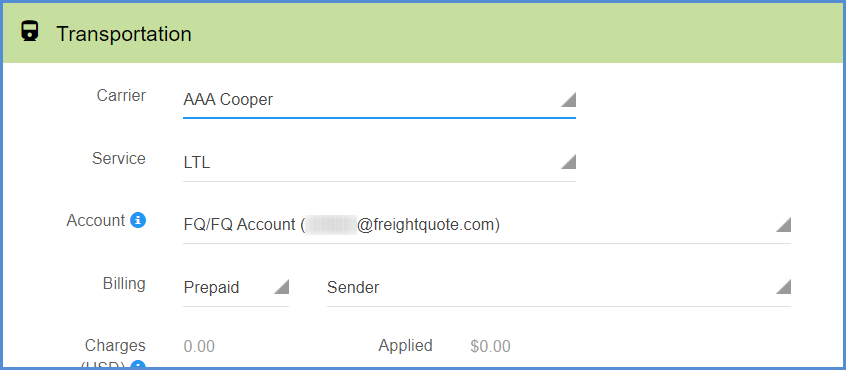 Transportation
Carrier AAA Cooper
Service LTL
Account FQ/FQ Account ( @freightquote.com)
Billing Prepaid Sender
Charges 0.00 Applied $0.00
(USD)